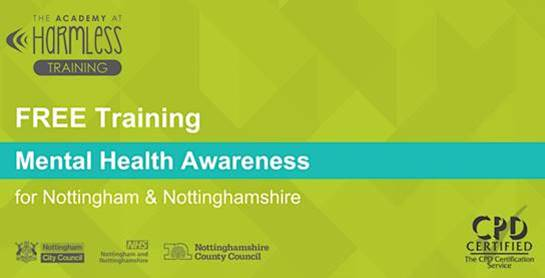 THE ACADEMY AT
HARMLESS
TRAINING
FREE Training
Mental Health Awareness
for Nottingham & Nottinghamshire
Nottingham
City Council
NHS
Nottingham and
Nottinghamshire
Nottinghamshire
County Council
CPD
CERTIFIED
The CPD Certification
Service